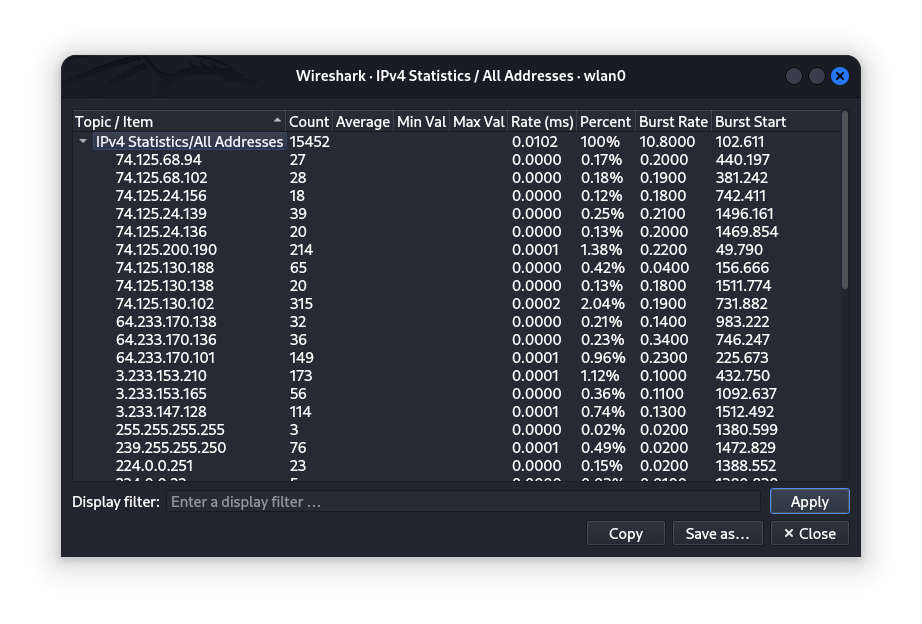 Wireshark · IPv4 Statistics / All Addresses · wlan0
Topic / Item Count Average Min Val Max Val Rate (ms) Percent Burst Rate Burst Start
IPv4 Statistics/All Addresses 15452 0.0102 100% 10.8000 102.611
74.125.68.94 27 0.0000 0.17% 0.2000 440.197
74.125.68.102 28 0.0000 0.18% 0.1900 381.242
74.125.24.156 18 0.0000 0.12% 0.1800 742.411
74.125.24.139 39 0.0000 0.25% 0.2100 1496.161
74.125.24.136 20 0.0000 0.13% 0.2000 1469.854
74.125.200.190 214 0.0001 1.38% 0.2200 49.790
74.125.130.188 65 0.0000 0.42% 0.0400 156.666
74.125.130.138 20 0.0000 0.13% 0.1800 1511.774
74.125.130.102 315 0.0002 2.04% 0.1900 731.882
64.233.170.138 32 0.0000 0.21% 0.1400 983.222
64.233.170.136 36 0.0000 0.23% 0.3400 746.247
64.233.170.101 149 0.0001 0.96% 0.2300 225.673
3.233.153.210 173 0.0001 1.12% 0.1000 432.750
3.233.153.165 56 0.0000 0.36% 0.1100 1092.637
3.233.147.128 114 0.0001 0.74% 0.1300 1512.492
255.255.255.255 3 0.0000 0.02% 0.0200 1380.599
239.255.255.250 76 0.0001 0.49% 0.0200 1472.829
224.0.0.251 23 0.0000 0.15% 0.0200 1388.552
Display filter: Enter a display filter … Apply
Copy Save as… Close